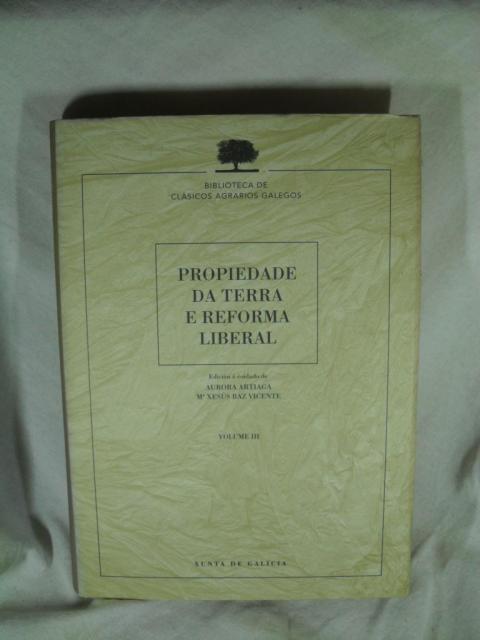 BIBLIOTECA DE
CLÁSICOS AGRARIOS GALEGOS
PROPIEDADE
DA TERRA
E REFORMA
LIBERAL
Edición ó coidado de
AURORA ARTIAGA
Mª XESÚS BAZ VICENTE
VOLUME III
XUNTA DE GALICIA